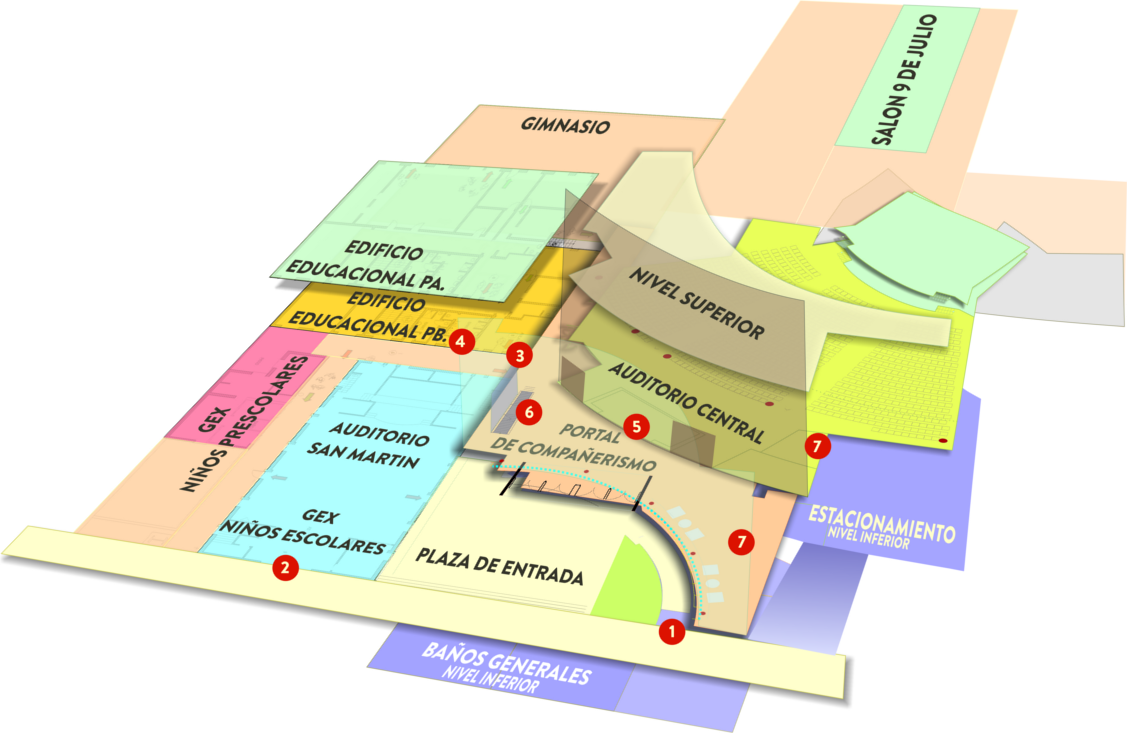 SALON 9 DE JULIO
GIMNASIO
EDIFICIO
EDUCACIONAL PA.
EDIFICIO
EDUCACIONAL PB.
4
3
NIVEL SUPERIOR
GEX
NIÑOS PRESCOLARES
AUDITORIO
SAN MARTIN
6
AUDITORIO CENTRAL
5
7
PORTAL
DE COMPAÑERISMO
GEX
NIÑOS ESCOLARES
2
PLAZA DE ENTRADA
7
ESTACIONAMIENTO
NIVEL INFERIOR
1
BAÑOS GENERALES
NIVEL INFERIOR